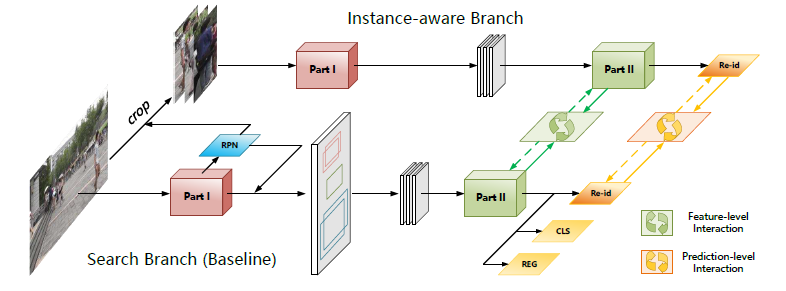 Instance-aware Branch
Part I
Part II
Re-id
crop
RPN
Part I
Part II
Re-id
CLS
REG
Search Branch (Baseline)
Feature-level
Interaction
Prediction-level
Interaction